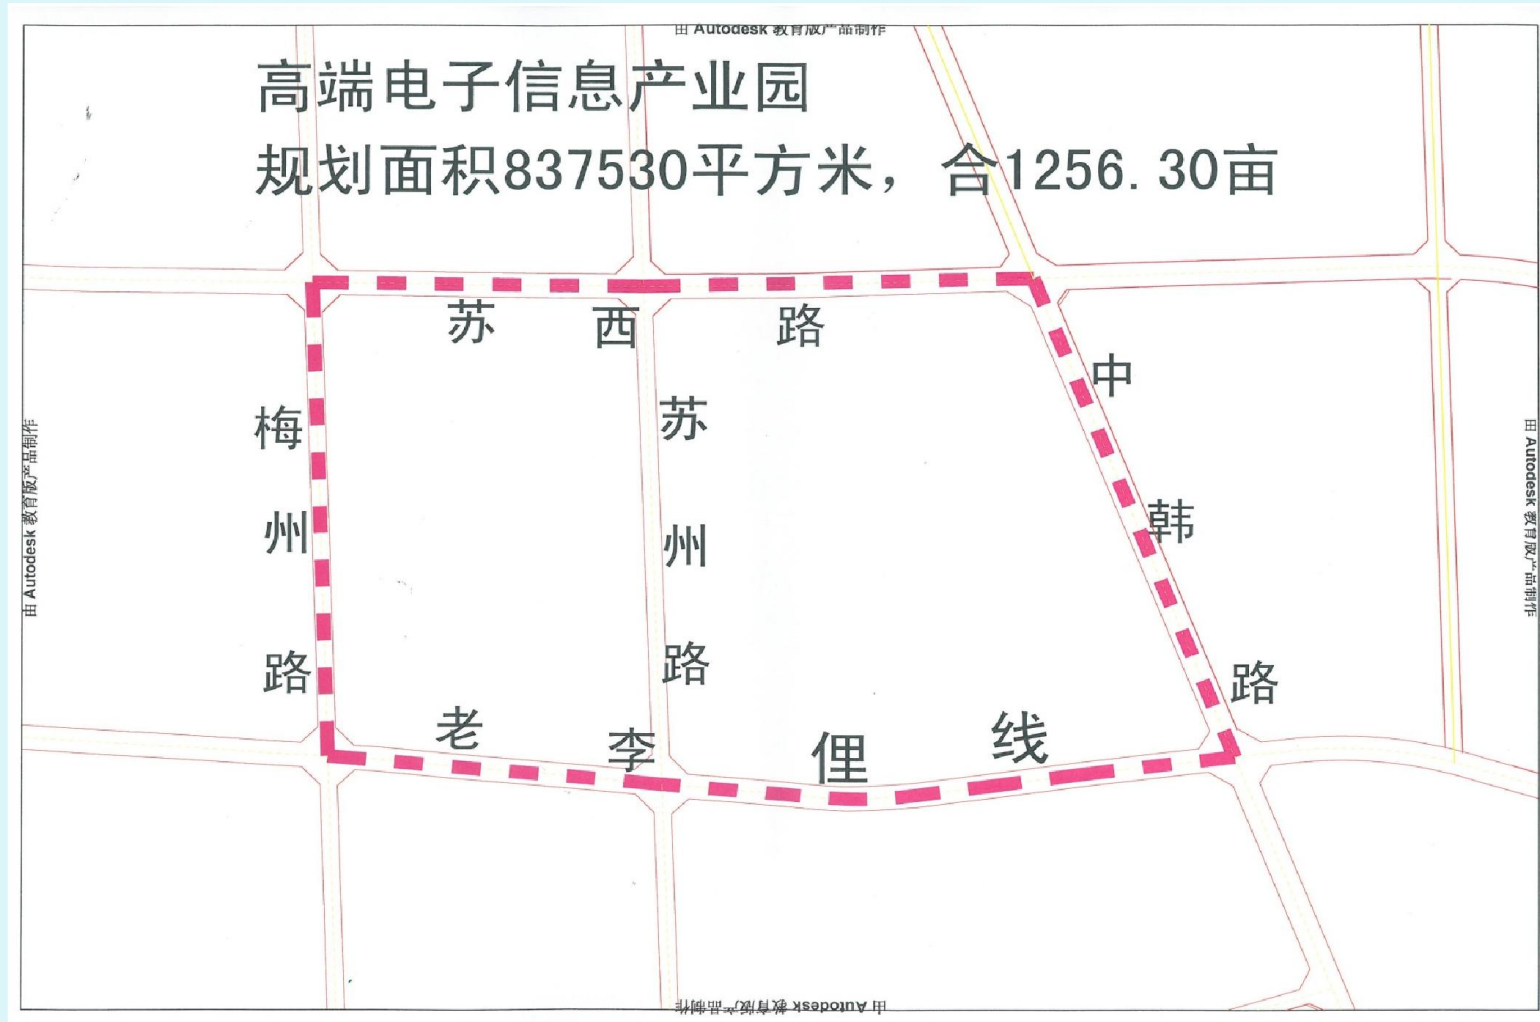 由 Autodesk 教育版产品制作
高端电子信息产业园
规划面积837530平方米，合1256.30亩
苏西路
梅州路
苏州路
中韩路
老李俚线
由 Autodesk 教育版产品制作
由 Autodesk 教育版产品制作
由 Autodesk 教育版产品制作